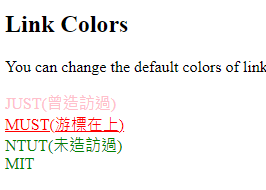 Link Colors
You can change the default colors of link
JUST(曾造訪過)
MUST(游標在上)
NTUT(未造訪過)
MIT